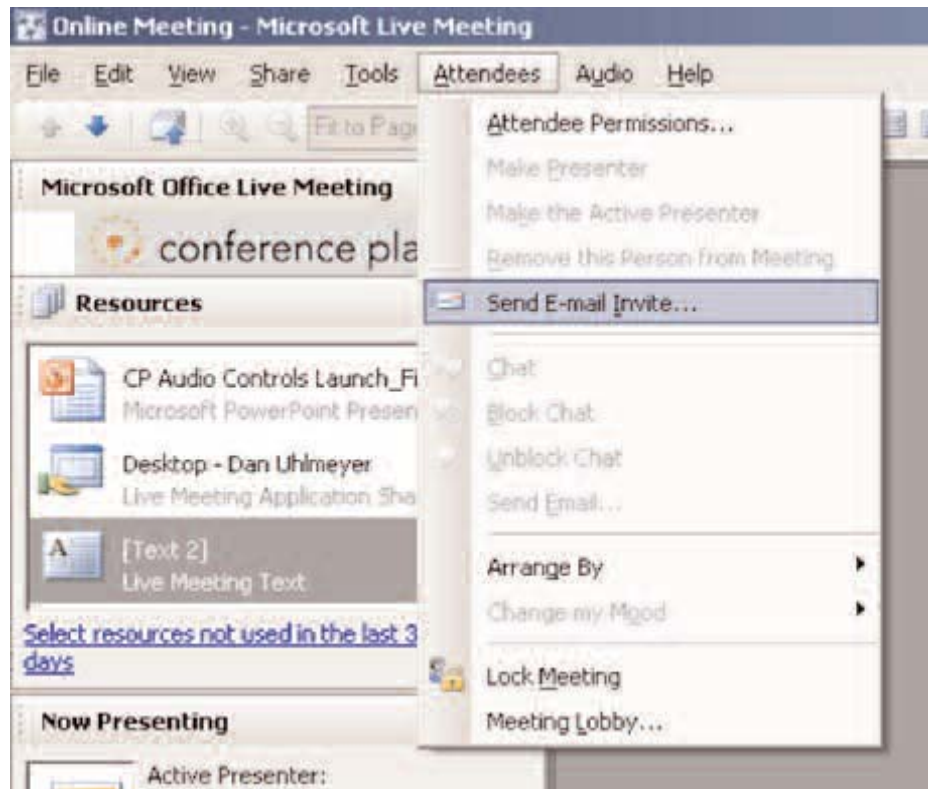 Online Meeting - Microsoft Live Meeting
File Edit View Share Tools Attendees Audio Help
Fit to Page
Microsoft Office Live Meeting
conference pla
Resources
CP Audio Controls Launch_Fi
Microsoft PowerPoint Presen
Desktop - Dan Uhlmeyer
Live Meeting Application Sha
[Text 2]
Live Meeting Text
Select resources not used in the last 3
days
Now Presenting
Active Presenter:
Attendee Permissions...
Make Presenter
Make the Active Presenter
Remove this Person from Meeting
Send E-mail Invite...
Chat
Block Chat
Unblock Chat
Send Email...
Arrange By
Change my Mood
Lock Meeting
Meeting Lobby...